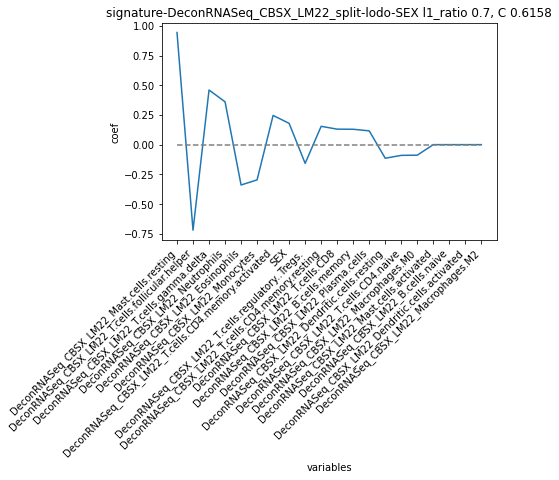 signature-DeconRNASeq_CBSX_LM22_split-lodo-SEX l1_ratio 0.7, C 0.6158
coef
1.00
0.75
0.50
0.25
0.00
−0.25
−0.50
−0.75
DeconRNASeq_CBSX_LM22_Mast.cells.resting
DeconRNASeq_CBSX_LM22_T.cells.follicular.helper
DeconRNASeq_CBSX_LM22_T.cells.gamma.delta
DeconRNASeq_CBSX_LM22_Neutrophils
DeconRNASeq_CBSX_LM22_Eosinophils
DeconRNASeq_CBSX_LM22_Monocytes
DeconRNASeq_CBSX_LM22_T.cells.CD4.memory.activated
SEX
DeconRNASeq_CBSX_LM22_T.cells.regulatory..Tregs.
DeconRNASeq_CBSX_LM22_T.cells.CD4.memory.resting
DeconRNASeq_CBSX_LM22_T.cells.CD8
DeconRNASeq_CBSX_LM22_B.cells.memory
DeconRNASeq_CBSX_LM22_Plasma.cells
DeconRNASeq_CBSX_LM22_Dendritic.cells.resting
DeconRNASeq_CBSX_LM22_T.cells.CD4.naive
DeconRNASeq_CBSX_LM22_Macrophages.M0
DeconRNASeq_CBSX_LM22_Mast.cells.activated
DeconRNASeq_CBSX_LM22_B.cells.naive
DeconRNASeq_CBSX_LM22_Dendritic.cells.activated
DeconRNASeq_CBSX_LM22_Macrophages.M2
variables